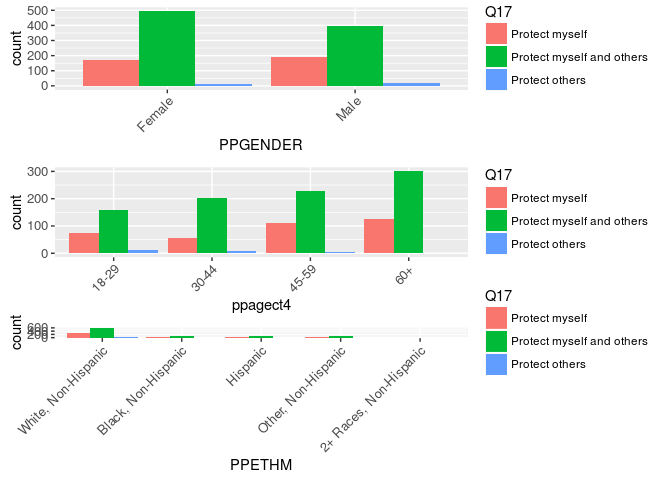 500
400
300
200
100
0
count
Female
Male
PPGENDER
Q17
Protect myself
Protect myself and others
Protect others
300
200
100
0
count
18-29
30-44
45-59
60+
ppagect4
Q17
Protect myself
Protect myself and others
Protect others
600
200
0
count
White, Non-Hispanic
Black, Non-Hispanic
Hispanic
Other, Non-Hispanic
2+ Races, Non-Hispanic
PPETHM
Q17
Protect myself
Protect myself and others
Protect others